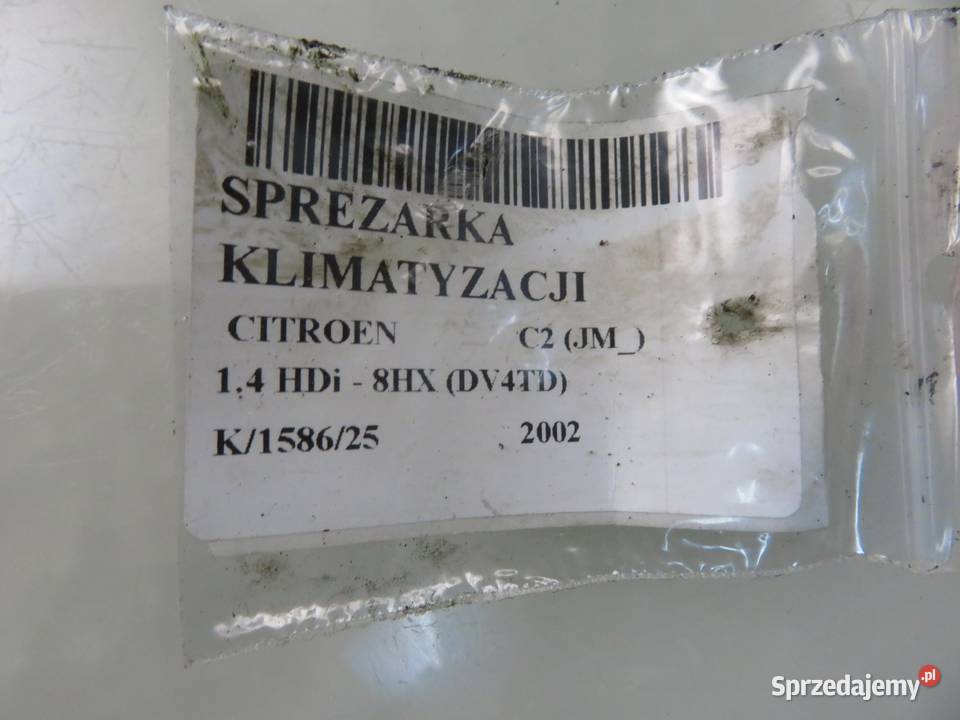 SPREZARKA
KLIMATYZACJI
CITROEN C2 (JM_)
1.4 HDi - 8HX (DV4TD)
K/1586/25 2002
Sprzedajemy.pl